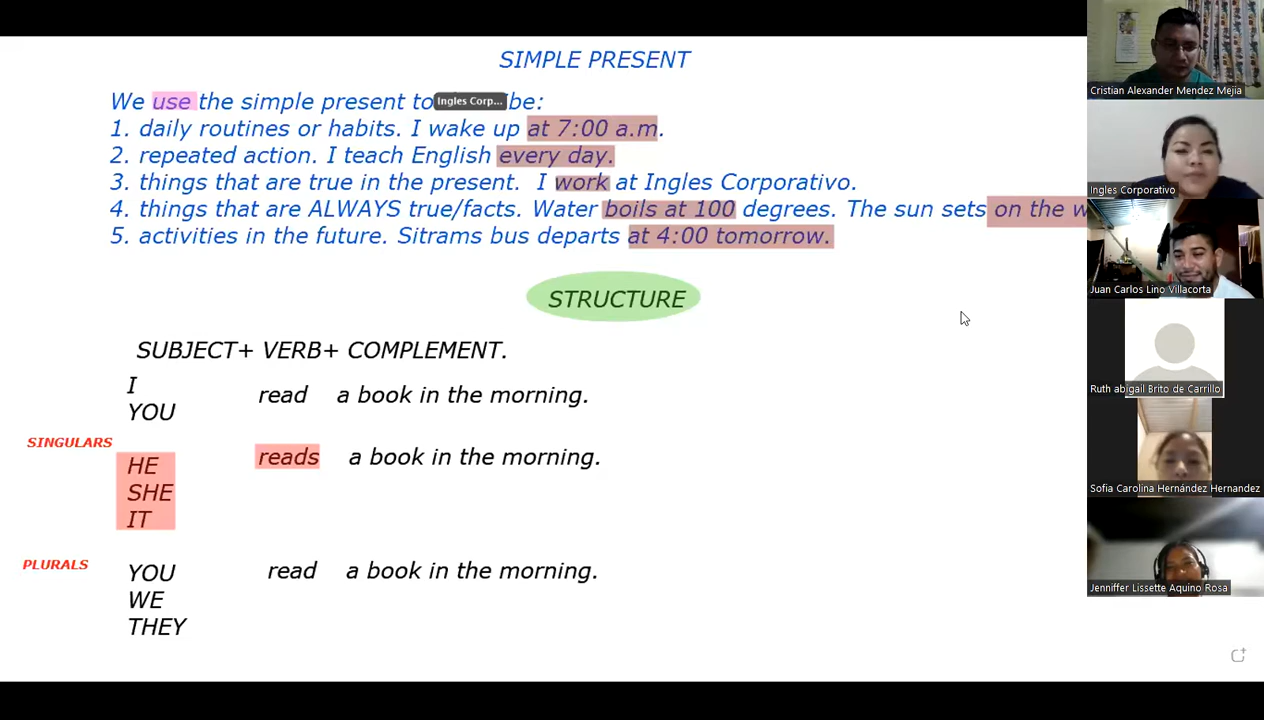 SIMPLE PRESENT
We use the simple present to Ingles Corp... be:
1. daily routines or habits. I wake up at 7:00 a.m.
2. repeated action. I teach English every day.
3. things that are true in the present. I work at Ingles Corporativo.
4. things that are ALWAYS true/facts. Water boils at 100 degrees. The sun sets on the w
5. activities in the future. Sitrams bus departs at 4:00 tomorrow.
STRUCTURE
SUBJECT+ VERB+ COMPLEMENT.
I
YOU
read a book in the morning.
SINGULARS
HE
SHE
IT
reads a book in the morning.
PLURALS
YOU
WE
THEY
read a book in the morning.
Cristian Alexander Mendez Mejia
Ingles Corporativo
Juan Carlos Lino Villacorta
Ruth abigail Brito de Carrillo
Sofia Carolina Hernández Hernandez
Jenniffer Lissette Aquino Rosa